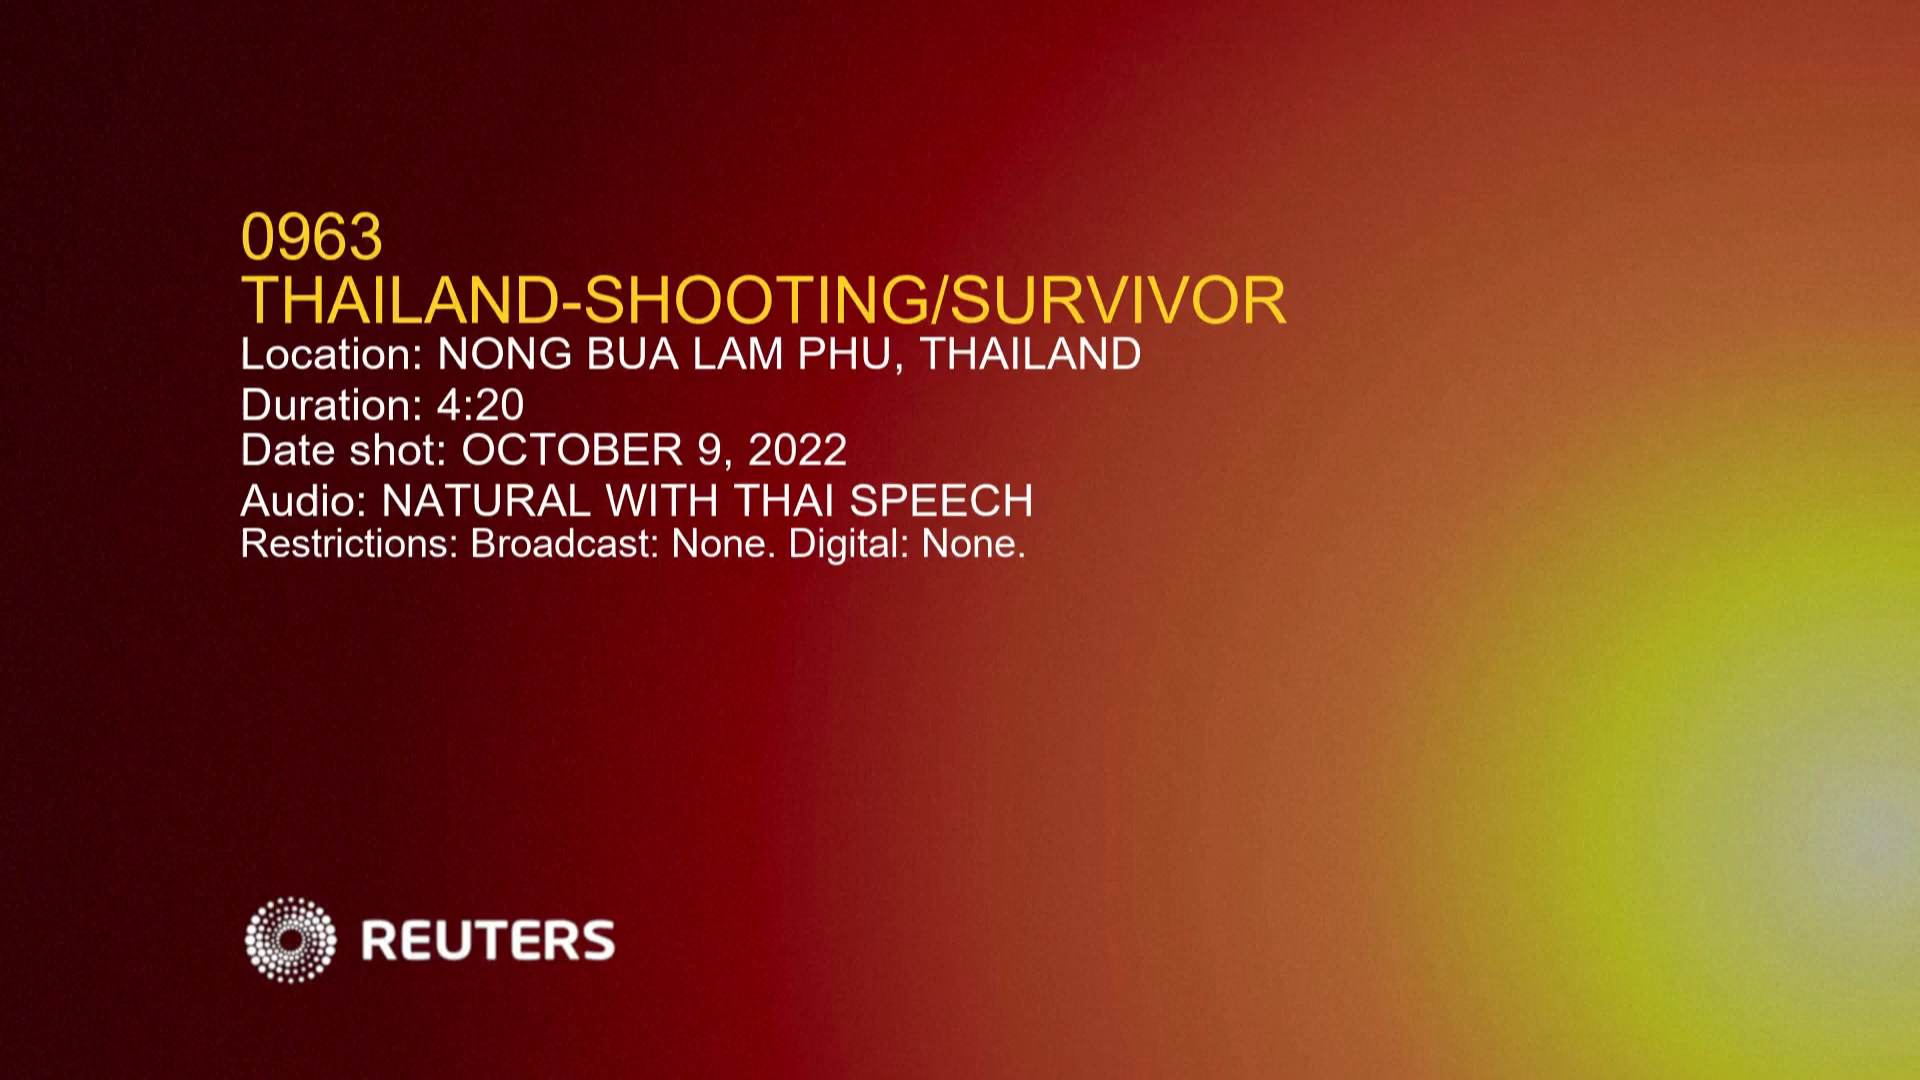 0963
THAILAND-SHOOTING/SURVIVOR
Location: NONG BUA LAM PHU, THAILAND
Duration: 4:20
Date shot: OCTOBER 9, 2022
Audio: NATURAL WITH THAI SPEECH
Restrictions: Broadcast: None. Digital: None.
REUTERS